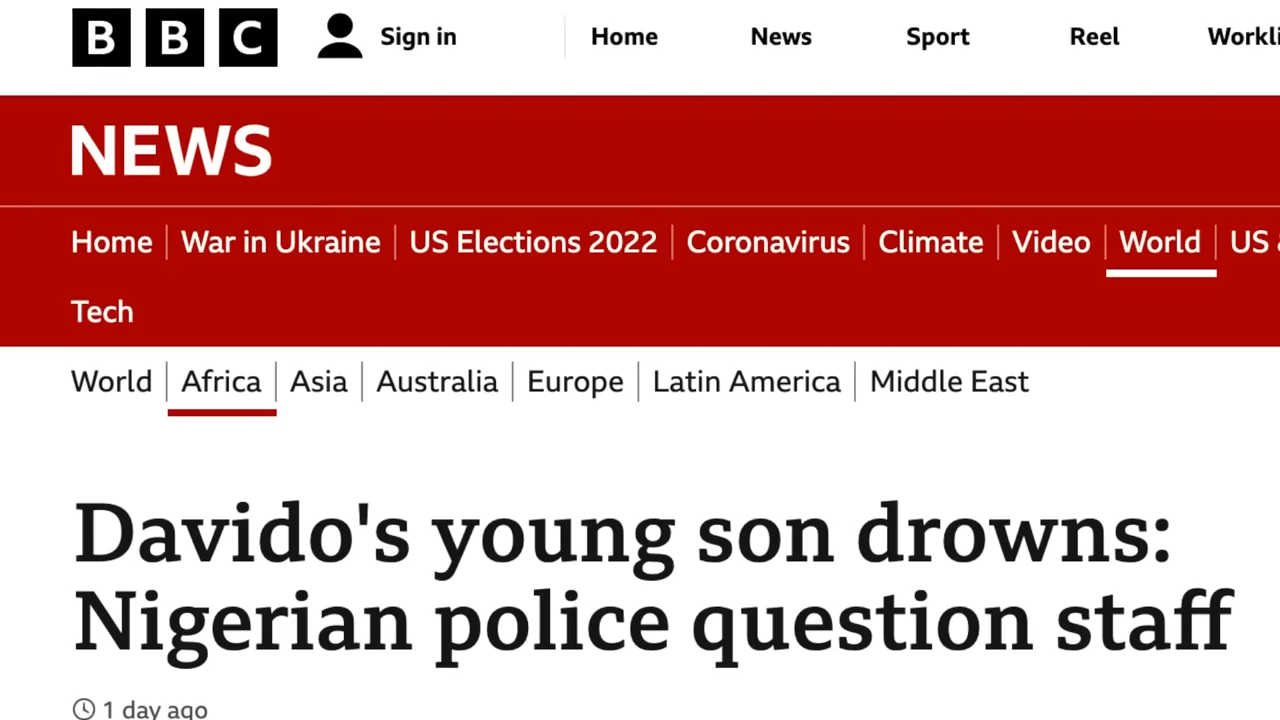 BBC Sign in Home News Sport Reel Workli
NEWS
Home War in Ukraine US Elections 2022 Coronavirus Climate Video World US
Tech
World Africa Asia Australia Europe Latin America Middle East
Davido's young son drowns:
Nigerian police question staff
1 day ago